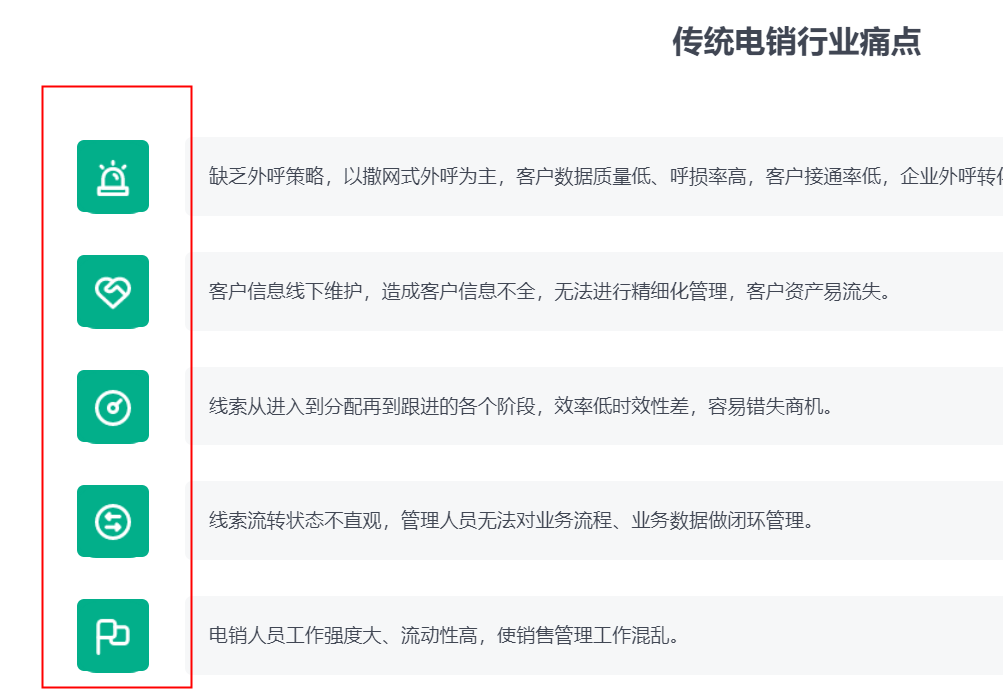 传统电销行业痛点
缺乏外呼策略，以撒网式外呼为主，客户数据质量低、呼损率高，客户接通率低，企业外呼转
客户信息线下维护，造成客户信息不全，无法进行精细化管理，客户资产易流失。
线索从进入到分配再到跟进的各个阶段，效率低时效性差，容易错失商机。
线索流转状态不直观，管理人员无法对业务流程、业务数据做闭环管理。
电销人员工作强度大、流动性高，使销售管理工作混乱。